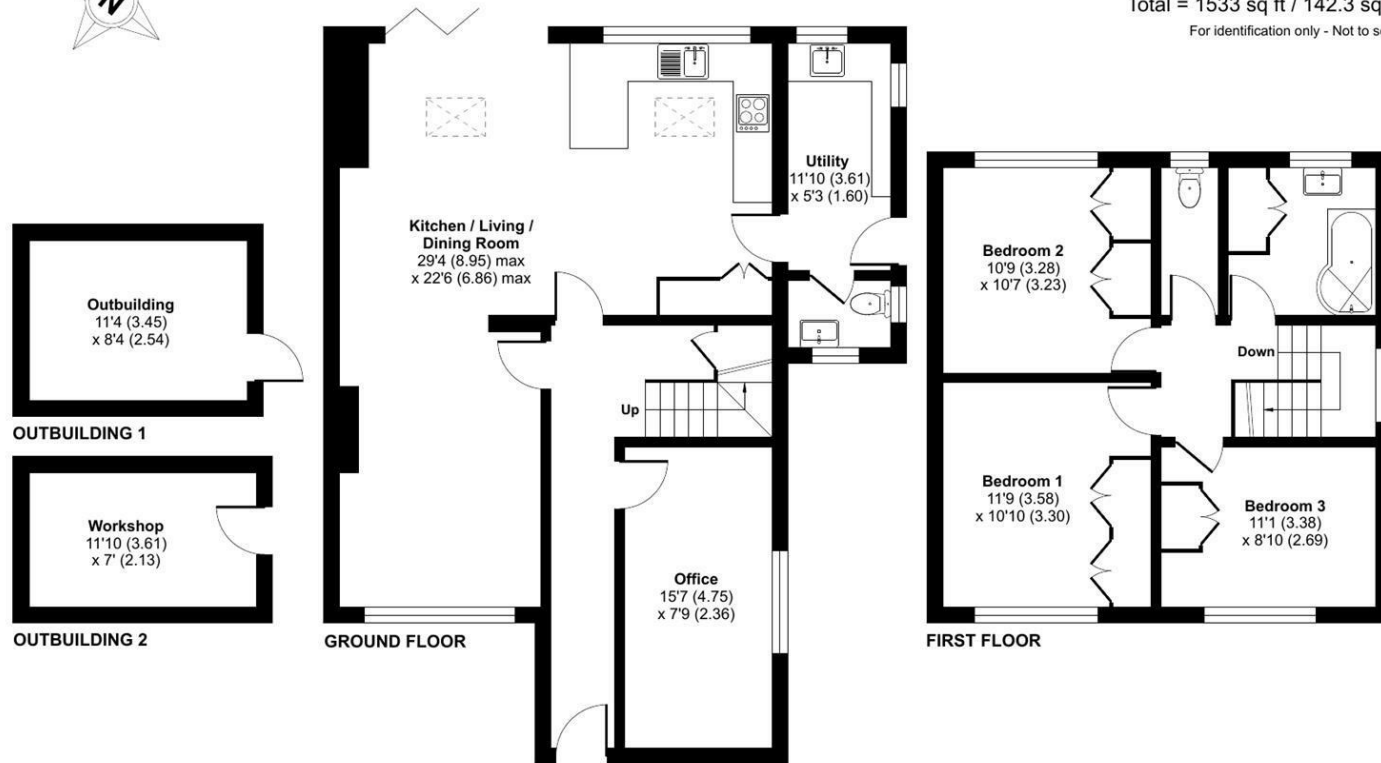 N
Total = 1533 sq ft / 142.3 sq
For identification only - Not to
Utility
11'10 (3.61)
x 5'3 (1.60)
Kitchen / Living /
Dining Room
29'4 (8.95) max
x 22'6 (6.86) max
Outbuilding
11'4 (3.45)
x 8'4 (2.54)
OUTBUILDING 1
Bedroom 2
10'9 (3.28)
x 10'7 (3.23)
Down
Up
Workshop
11'10 (3.61)
x 7' (2.13)
OUTBUILDING 2
Office
15'7 (4.75)
x 7'9 (2.36)
GROUND FLOOR
Bedroom 1
11'9 (3.58)
x 10'10 (3.30)
Bedroom 3
11'1 (3.38)
x 8'10 (2.69)
FIRST FLOOR